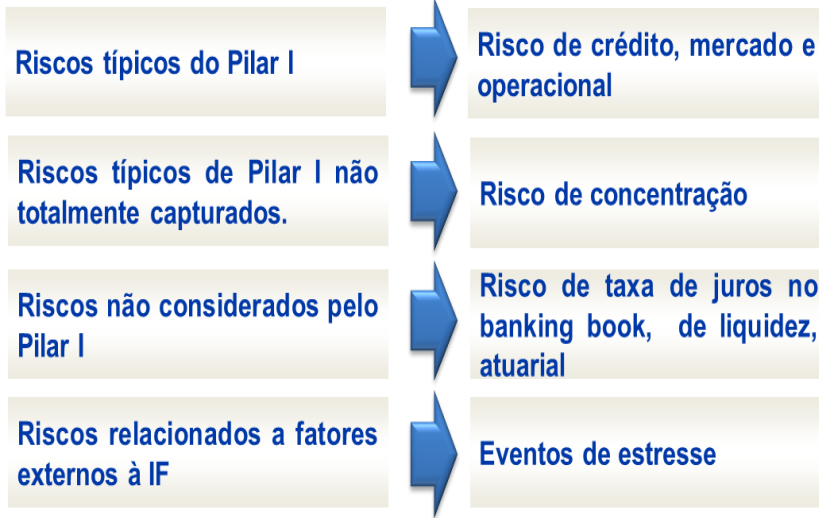 Riscos típicos do Pilar I
Risco de crédito, mercado e
operacional
Riscos típicos de Pilar I não
totalmente capturados.
Risco de concentração
Riscos não considerados pelo
Pilar I
Risco de taxa de juros no
banking book, de liquidez,
atuarial
Riscos relacionados a fatores
externos à IF
Eventos de estresse